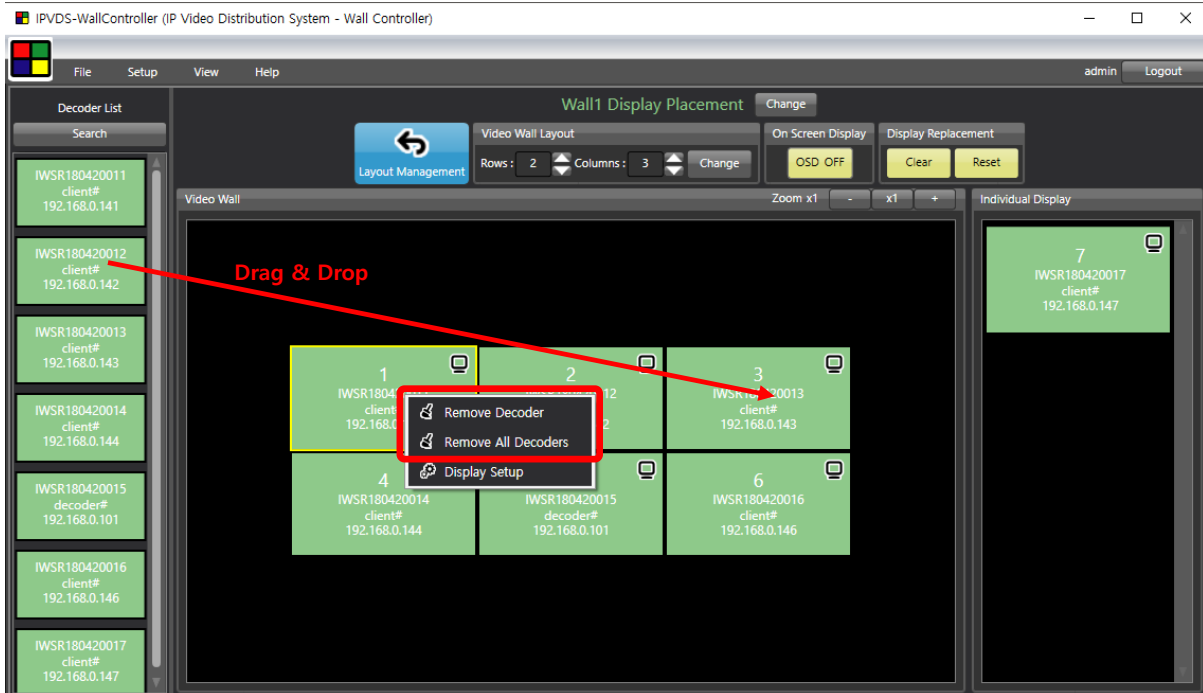 IPVDS-WallController (IP Video Distribution System - Wall Controller)
File Setup View Help
admin Logout
Decoder List
Search
IWSR180420011
client#
192.168.0.141
IWSR180420012
client#
192.168.0.142
IWSR180420013
client#
192.168.0.143
IWSR180420014
client#
192.168.0.144
IWSR180420015
decoder#
192.168.0.101
IWSR180420016
client#
192.168.0.146
IWSR180420017
client#
192.168.0.147
Wall1 Display Placement Change
Layout Management
Video Wall Layout
Rows : 2 Columns : 3 Change
On Screen Display
OSD OFF
Display Replacement
Clear Reset
Video Wall
Zoom x1 - x1 +
Drag & Drop
1
2
12
2
3
client#
192.168.0.143
Remove Decoder
Remove All Decoders
Display Setup
4
IWSR180420014
client#
192.168.0.144
IWSR180420015
decoder#
192.168.0.101
6
IWSR180420016
client#
192.168.0.146
Individual Display
7
IWSR180420017
client#
192.168.0.147